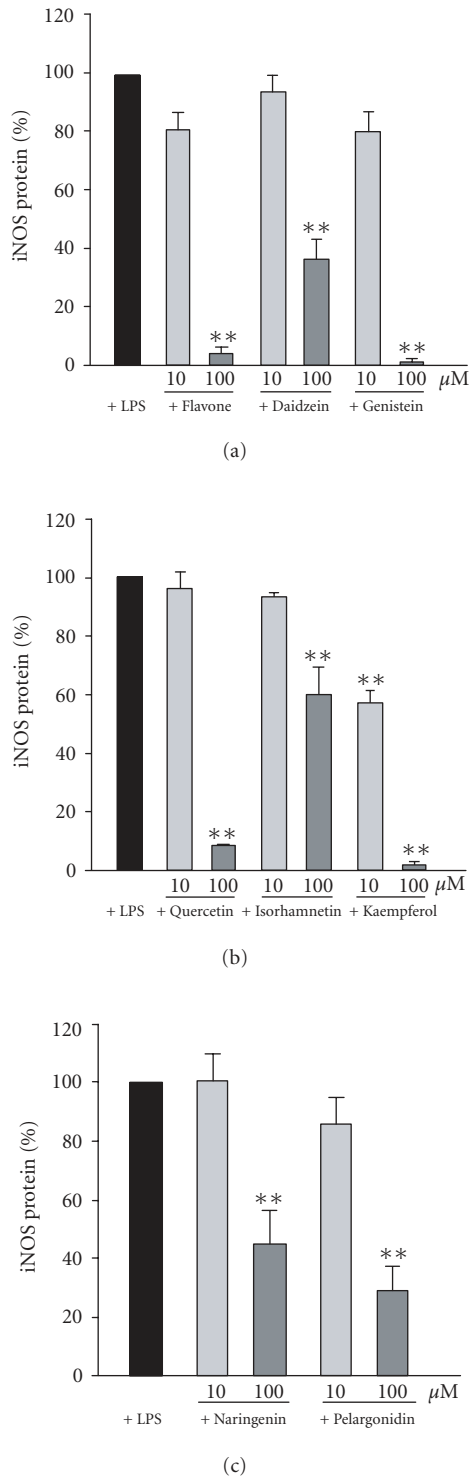 120
100
80
60
40
20
0
iNOS protein (%)
** ** **
10 100 10 100 10 100 µM
+ LPS + Flavone + Daidzein + Genistein
(a)
120
100
80
60
40
20
0
iNOS protein (%)
** ** ** **
10 100 10 100 10 100 µM
+ LPS + Quercetin + Isorhamnetin + Kaempferol
(b)
120
100
80
60
40
20
0
iNOS protein (%)
** **
10 100 10 100 µM
+ LPS + Naringenin + Pelargonidin
(c)